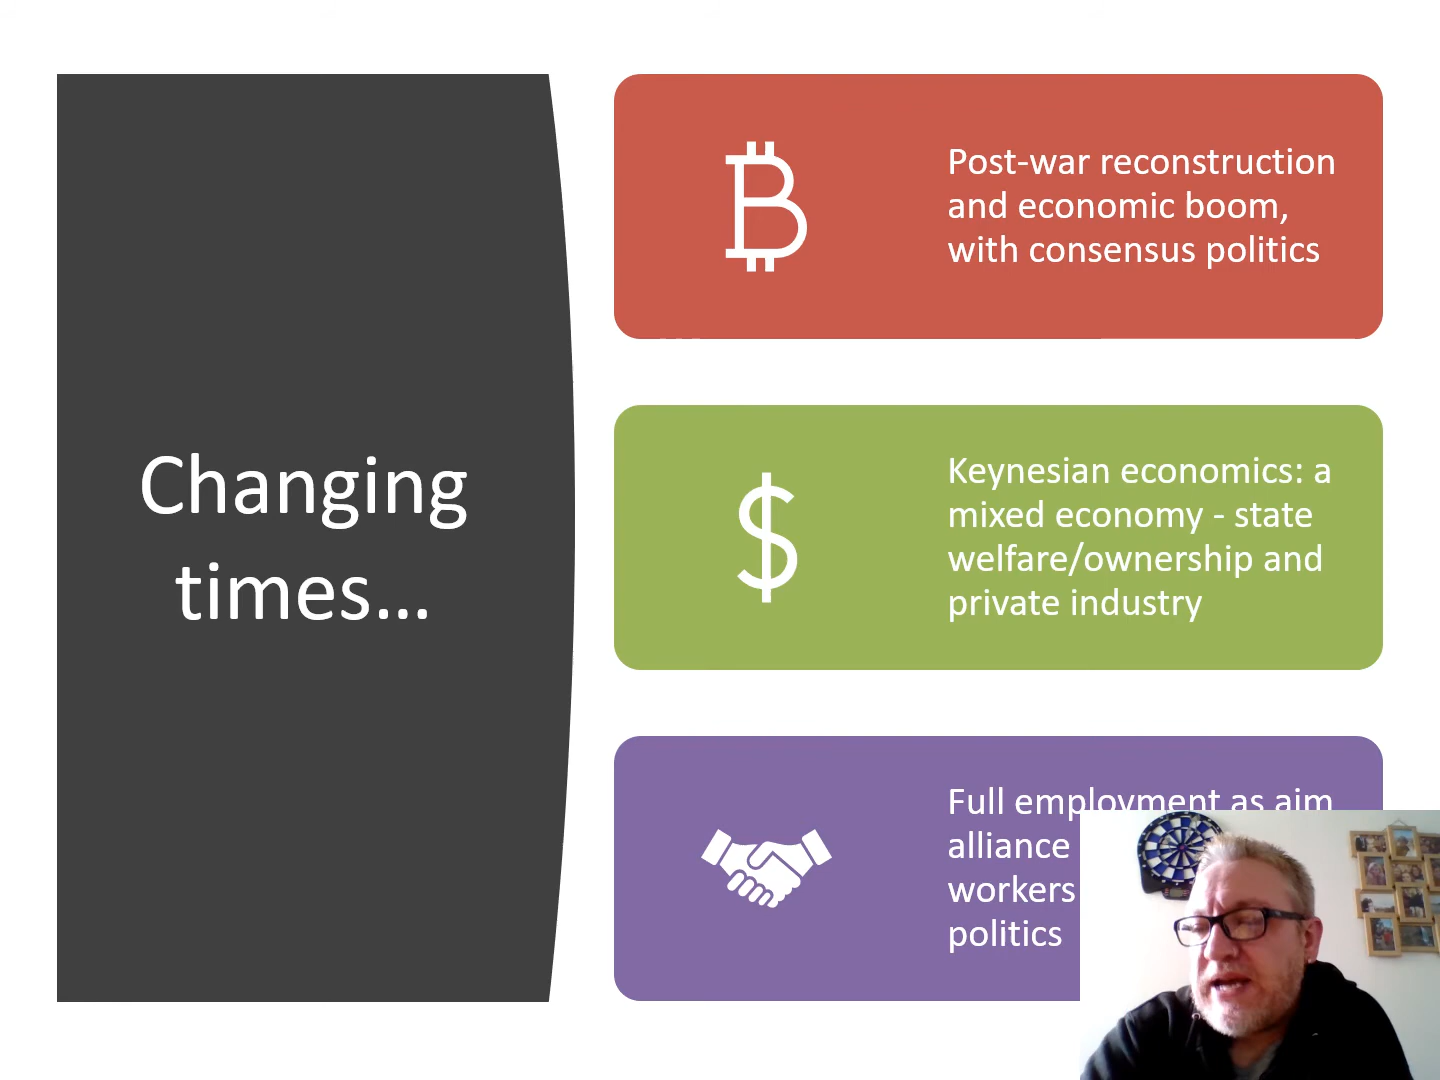 Changing
times…
Post-war reconstruction
and economic boom,
with consensus politics
Keynesian economics: a
mixed economy - state
welfare/ownership and
private industry
Full employment as aim
alliance
workers
politics